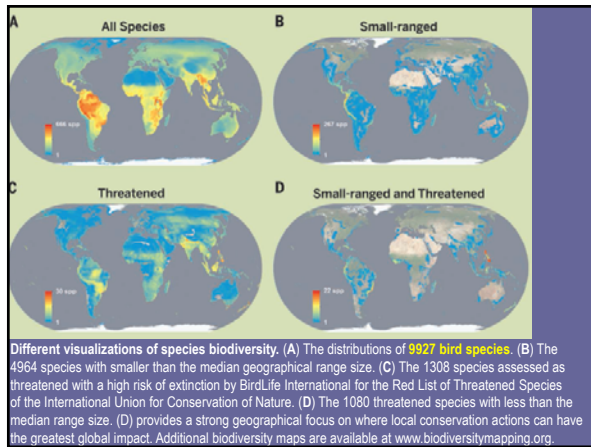 A
All Species
B
Small-ranged
1
1
C
Threatened
D
Small-ranged and Threatened
1
1
Different visualizations of species biodiversity. (A) The distributions of 9927 bird species. (B) The
4964 species with smaller than the median geographical range size. (C) The 1308 species assessed as
threatened with a high risk of extinction by BirdLife International for the Red List of Threatened Species
of the International Union for Conservation of Nature. (D) The 1080 threatened species with less than the
median range size. (D) provides a strong geographical focus on where local conservation actions can have
the greatest global impact. Additional biodiversity maps are available at www.biodiversitymapping.org.